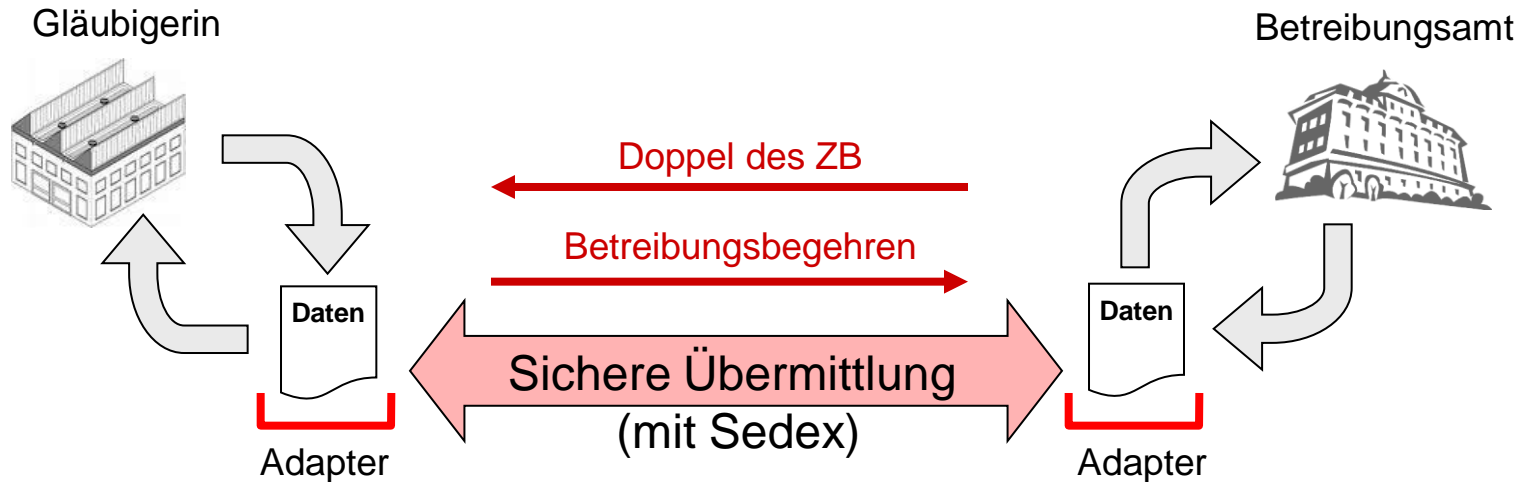 Gläubigerin
Betreibungsamt
Doppel des ZB
Betreibungsbegehren
Daten
Daten
Sichere Übermittlung
(mit Sedex)
Adapter
Adapter